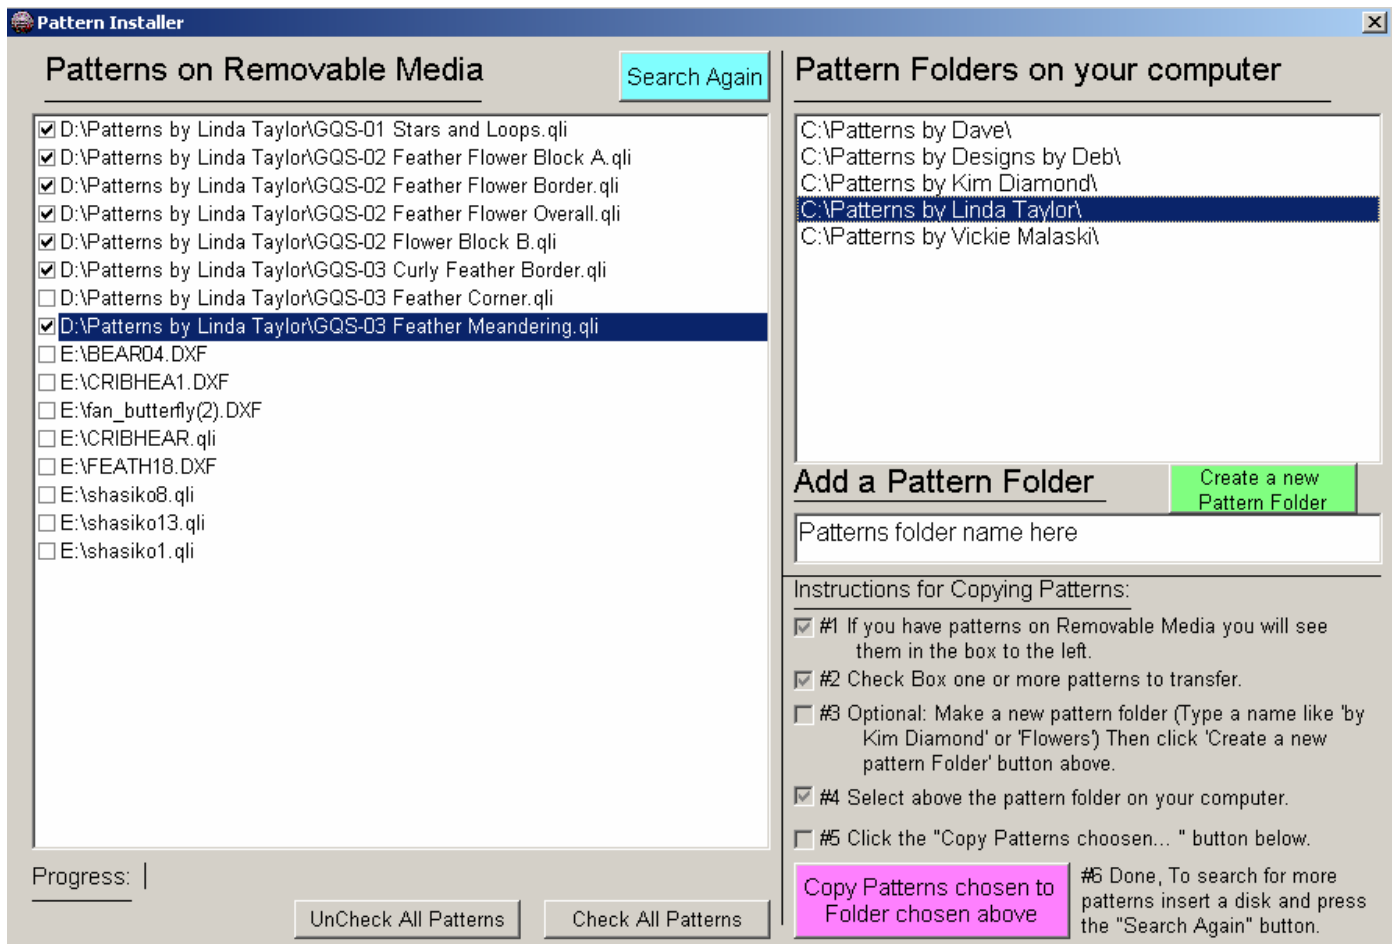 Pattern Installer
Patterns on Removable Media
Search Again
D:\Patterns by Linda Taylor\GQS-01 Stars and Loops.qli
D:\Patterns by Linda Taylor\GQS-02 Feather Flower Block A.qli
D:\Patterns by Linda Taylor\GQS-02 Feather Flower Border.qli
D:\Patterns by Linda Taylor\GQS-02 Feather Flower Overall.qli
D:\Patterns by Linda Taylor\GQS-02 Flower Block B.qli
D:\Patterns by Linda Taylor\GQS-03 Curly Feather Border.qli
D:\Patterns by Linda Taylor\GQS-03 Feather Corner.qli
D:\Patterns by Linda Taylor\GQS-03 Feather Meandering.qli
E:\BEAR04.DXF
E:\CRIBHEA1.DXF
E:\fan_butterfly(2).DXF
E:\CRIBHEAR.qli
E:\FEATH18.DXF
E:\shasiko8.qli
E:\shasiko13.qli
E:\shasiko1.qli
Progress:
UnCheck All Patterns
Check All Patterns
Pattern Folders on your computer
C:\Patterns by Dave\
C:\Patterns by Designs by Deb\
C:\Patterns by Kim Diamond\
C:\Patterns by Linda Taylor\
C:\Patterns by Vickie Malaski\
Add a Pattern Folder
Create a new
Pattern Folder
Patterns folder name here
Instructions for Copying Patterns:
#1 If you have patterns on Removable Media you will see
them in the box to the left.
#2 Check Box one or more patterns to transfer.
#3 Optional: Make a new pattern folder (Type a name like 'by
Kim Diamond' or 'Flowers') Then click 'Create a new
pattern Folder' button above.
#4 Select above the pattern folder on your computer.
#5 Click the "Copy Patterns choosen... " button below.
Copy Patterns chosen to
Folder chosen above
#6 Done, To search for more
patterns insert a disk and press
the "Search Again" button.